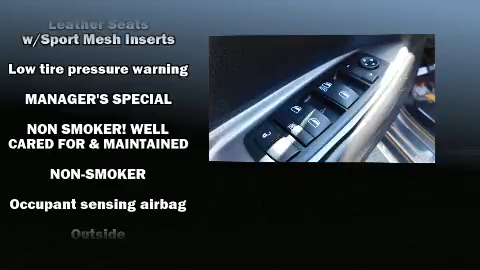 Leather Seats
w/Sport Mesh Inserts
Low tire pressure warning
MANAGER'S SPECIAL
NON SMOKER! WELL
CARED FOR & MAINTAINED
NON-SMOKER
Occupant sensing airbag
Outside